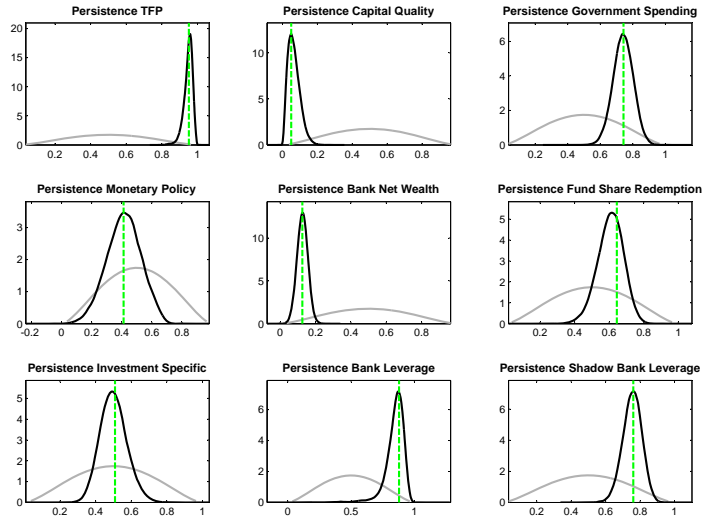 Persistence TFP
20
15
10
5
0
0.2 0.4 0.6 0.8 1
Persistence Capital Quality
10
5
0
0 0.2 0.4 0.6 0.8
Persistence Government Spending
6
4
2
0
0.2 0.4 0.6 0.8 1
Persistence Monetary Policy
3
2
1
0
-0.2 0 0.2 0.4 0.6 0.8
Persistence Bank Net Wealth
10
5
0
0 0.2 0.4 0.6 0.8
Persistence Fund Share Redemption
5
4
3
2
1
0
0.2 0.4 0.6 0.8 1
Persistence Investment Specific
5
4
3
2
1
0
0.2 0.4 0.6 0.8 1
Persistence Bank Leverage
6
4
2
0
0 0.5 1
Persistence Shadow Bank Leverage
6
4
2
0
0.2 0.4 0.6 0.8 1